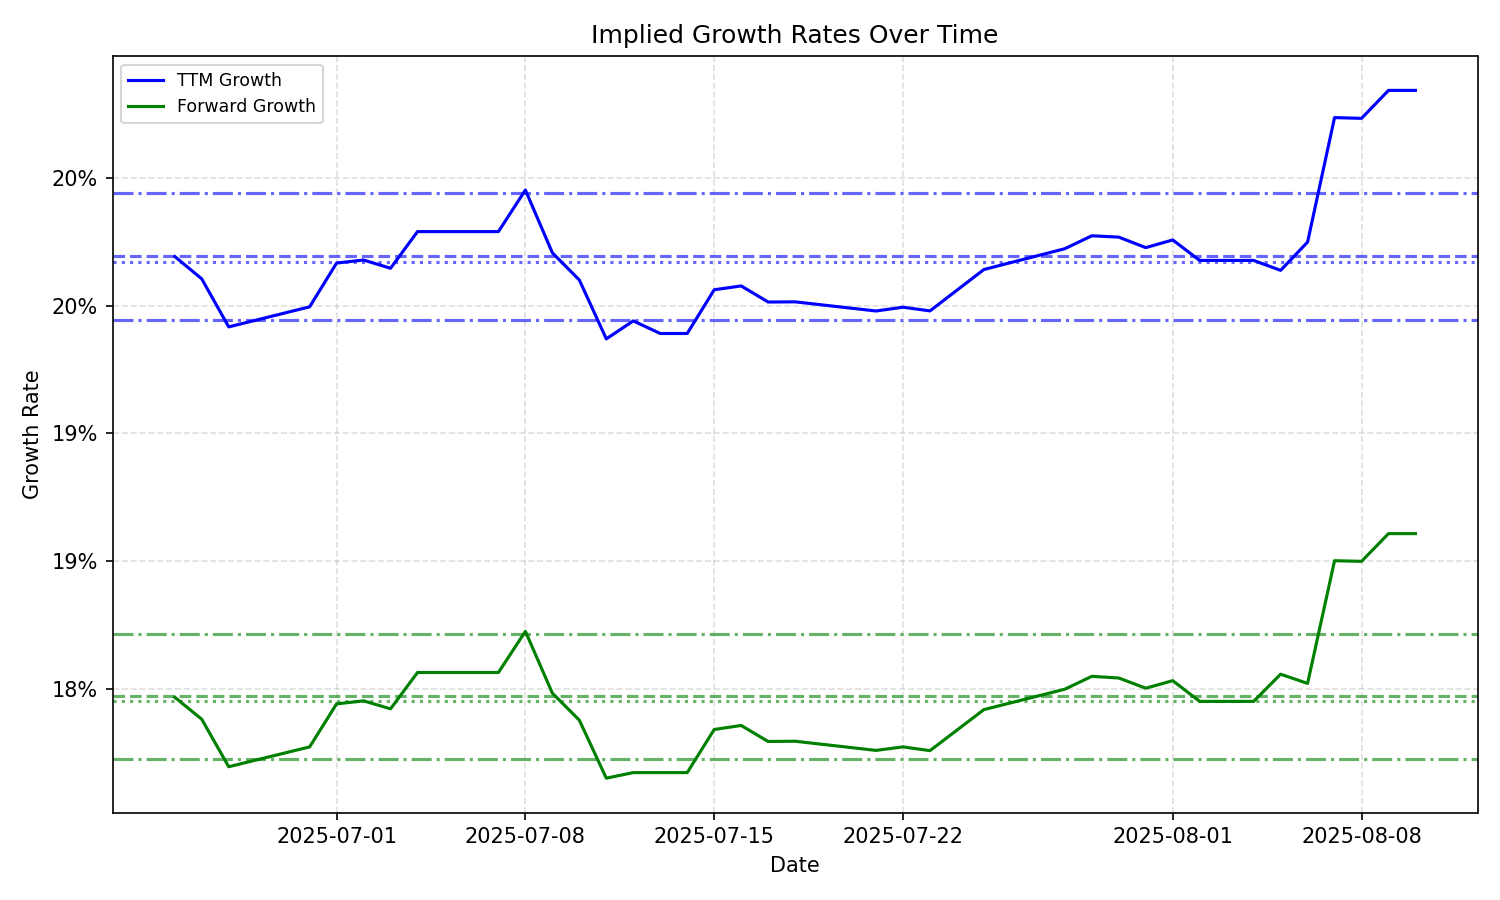 Implied Growth Rates Over Time
TTM Growth
Forward Growth
20%
20%
19%
19%
18%
Growth Rate
2025-07-01
2025-07-08
2025-07-15
2025-07-22
2025-08-01
2025-08-08
Date